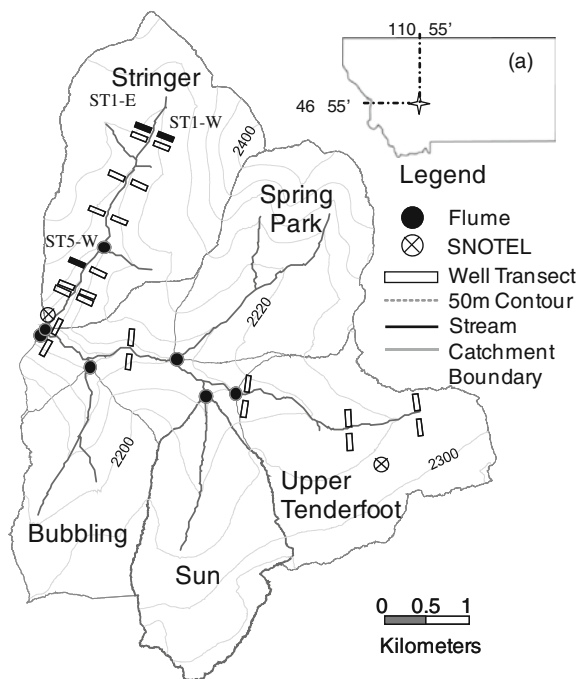 110 55'
(a)
46 55'
Stringer
ST1-E
ST1-W
2400
Spring
Park
ST5-W
2220
2200
2300
Upper
Tenderfoot
Bubbling
Sun
Legend
Flume
SNOTEL
Well Transect
50m Contour
Stream
Catchment
Boundary
0 0.5 1
Kilometers